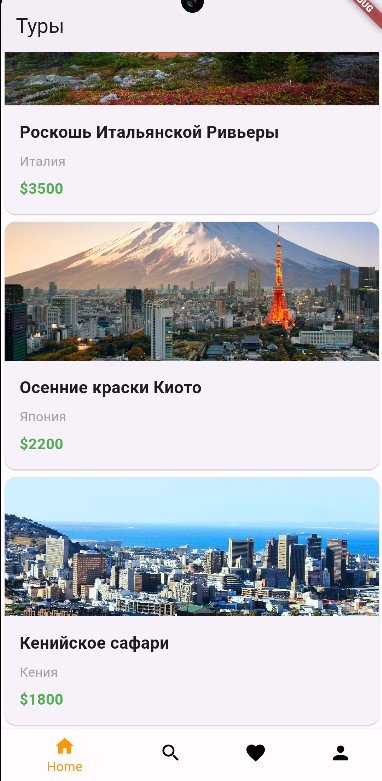 Туры
Роскошь Итальянской Ривьеры
Италия
$3500
Осенние краски Киото
Япония
$2200
Кенийское сафари
Кения
$1800
Home